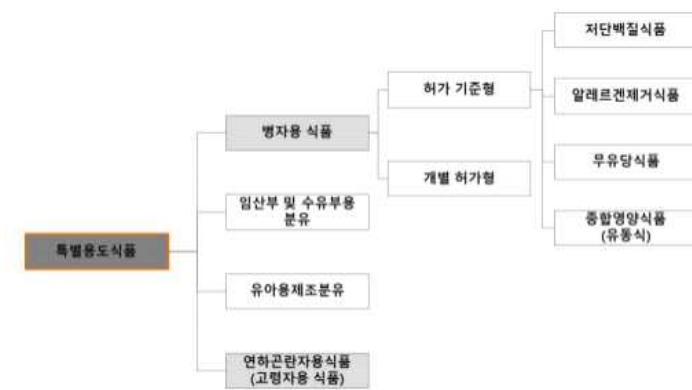 저단백질식품
허가 기준형
알레르겐제거식품
병자용 식품
무유당식품
개별 허가형
임산부 및 수유부용
분유
종합영양식품
(유동식)
특별용도식품
유아용제조분유
연하곤란자용식품
(고령자용 식품)